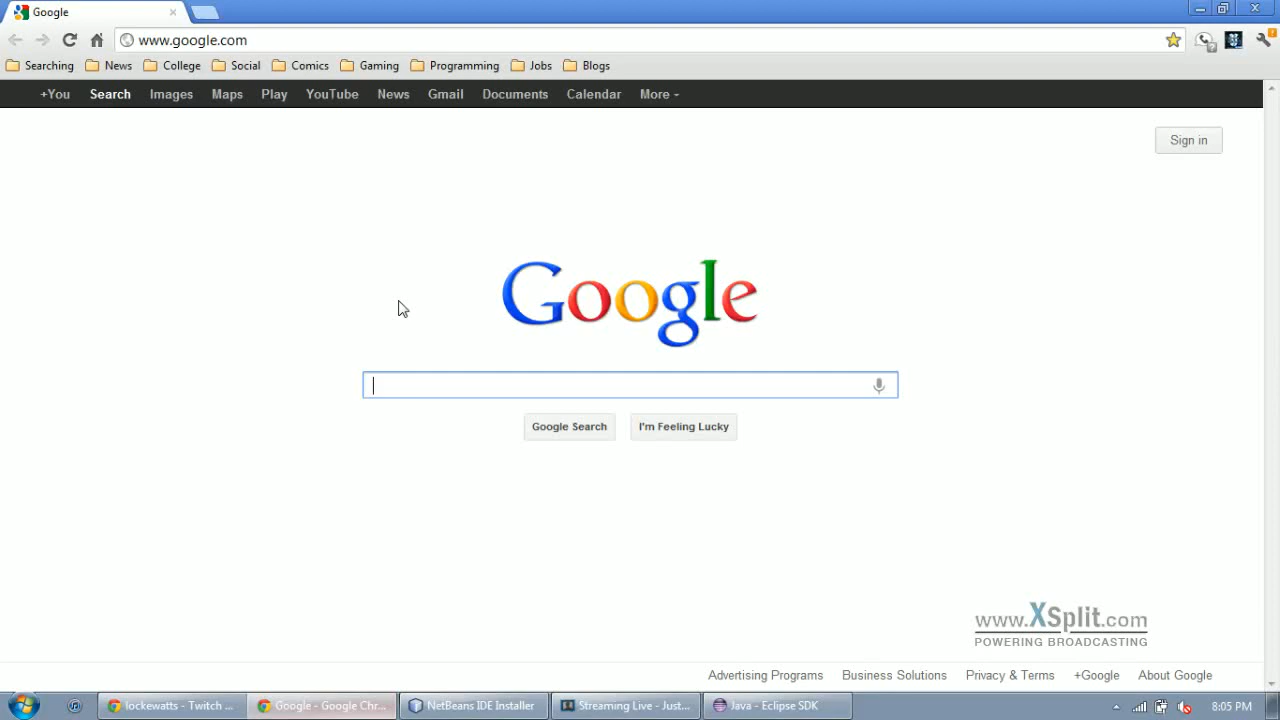 Google
www.google.com
Searching News College Social Comics Gaming Programming Jobs Blogs
+You Search Images Maps Play YouTube News Gmail Documents Calendar More
Sign in
Google
Google Search I'm Feeling Lucky
www.XSplit.com
POWERING BROADCASTING
Advertising Programs Business Solutions Privacy & Terms +Google About Google
lockewatts - Twitch ... Google - Google Chr... NetBeans IDE Installer Streaming Live - Just... Java - Eclipse SDK 8:05 PM